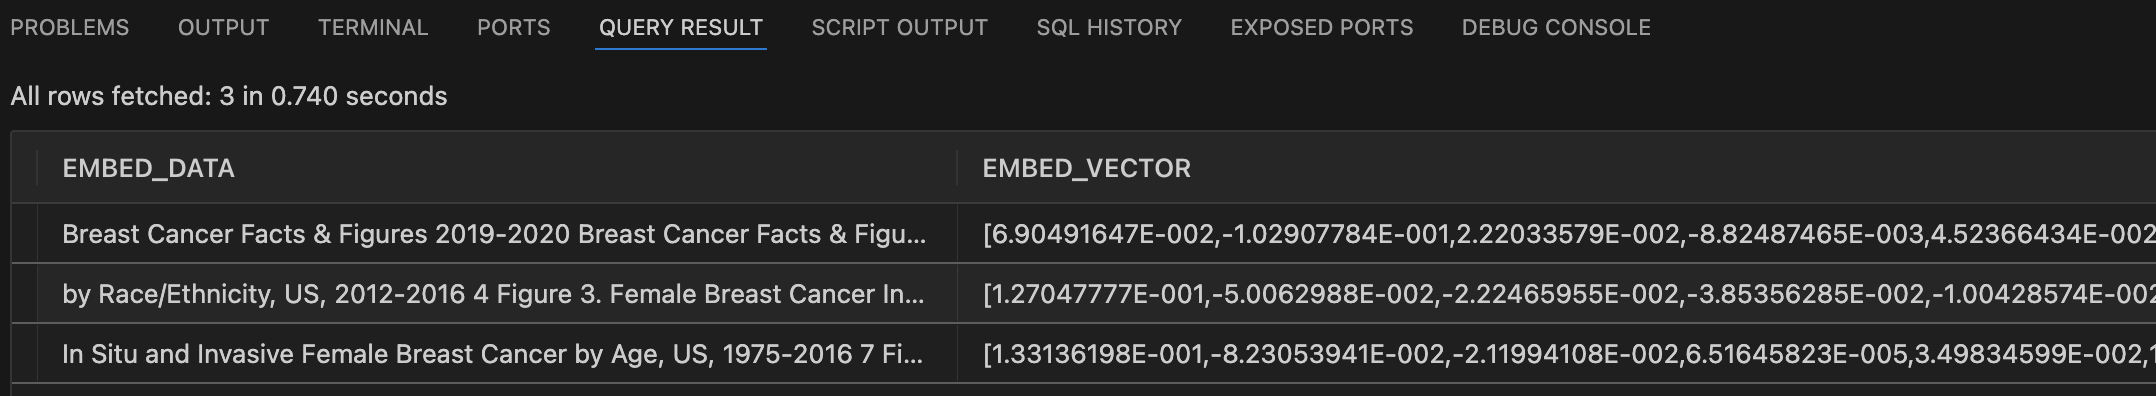 PROBLEMS OUTPUT TERMINAL PORTS QUERY RESULT SCRIPT OUTPUT SQL HISTORY EXPOSED PORTS DEBUG CONSOLE
All rows fetched: 3 in 0.740 seconds
EMBED_DATA EMBED_VECTOR
Breast Cancer Facts & Figures 2019-2020 Breast Cancer Facts & Figu... [6.90491647E-002,-1.02907784E-001,2.22033579E-002,-8.82487465E-003,4.52366434E-002
by Race/Ethnicity, US, 2012-2016 4 Figure 3. Female Breast Cancer In... [1.27047777E-001,-5.0062988E-002,-2.22465955E-002,-3.85356285E-002,-1.00428574E-002
In Situ and Invasive Female Breast Cancer by Age, US, 1975-2016 7 Fi... [1.33136198E-001,-8.23053941E-002,-2.11994108E-002,6.51645823E-005,3.49834599E-002,1